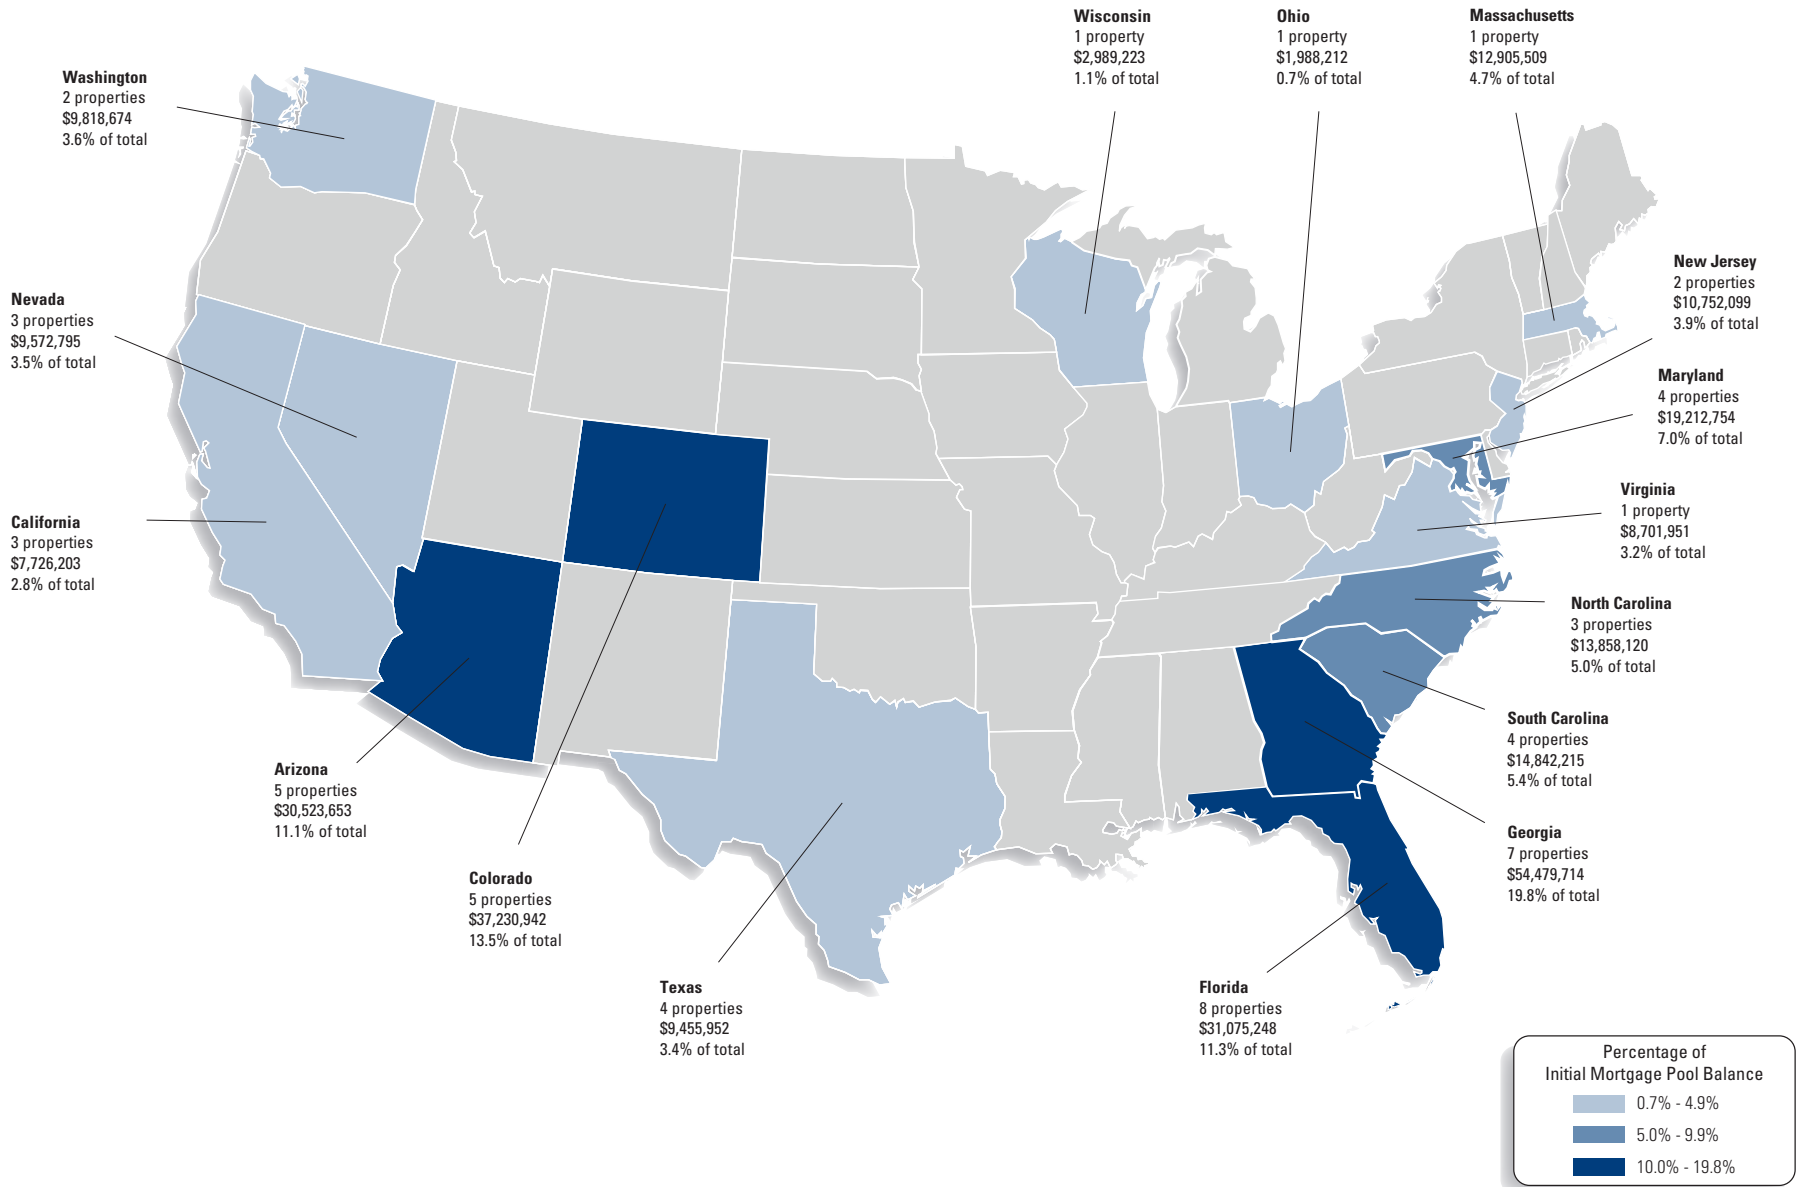 Wisconsin
1 property
$2,989,223
1.1% of total
Ohio
1 property
$1,988,212
0.7% of total
Massachusetts
1 property
$12,905,509
4.7% of total
Washington
2 properties
$9,818,674
3.6% of total
New Jersey
2 properties
$10,752,099
3.9% of total
Nevada
3 properties
$9,572,795
3.5% of total
Maryland
4 properties
$19,212,754
7.0% of total
Virginia
1 property
$8,701,951
3.2% of total
California
3 properties
$7,726,203
2.8% of total
North Carolina
3 properties
$13,858,120
5.0% of total
South Carolina
4 properties
$14,842,215
5.4% of total
Arizona
5 properties
$30,523,653
11.1% of total
Georgia
7 properties
$54,479,714
19.8% of total
Colorado
5 properties
$37,230,942
13.5% of total
Texas
4 properties
$9,455,952
3.4% of total
Florida
8 properties
$31,075,248
11.3% of total
Percentage of
Initial Mortgage Pool Balance
0.7% - 4.9%
5.0% - 9.9%
10.0% - 19.8%